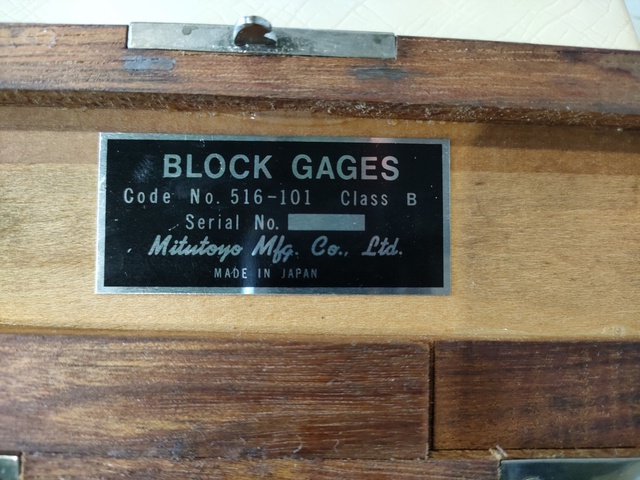 BLOCK GAGES
Code No. 516-101 Class B
Serial No.
Mitutoyo Mfg. Co., Ltd.
MADE IN JAPAN